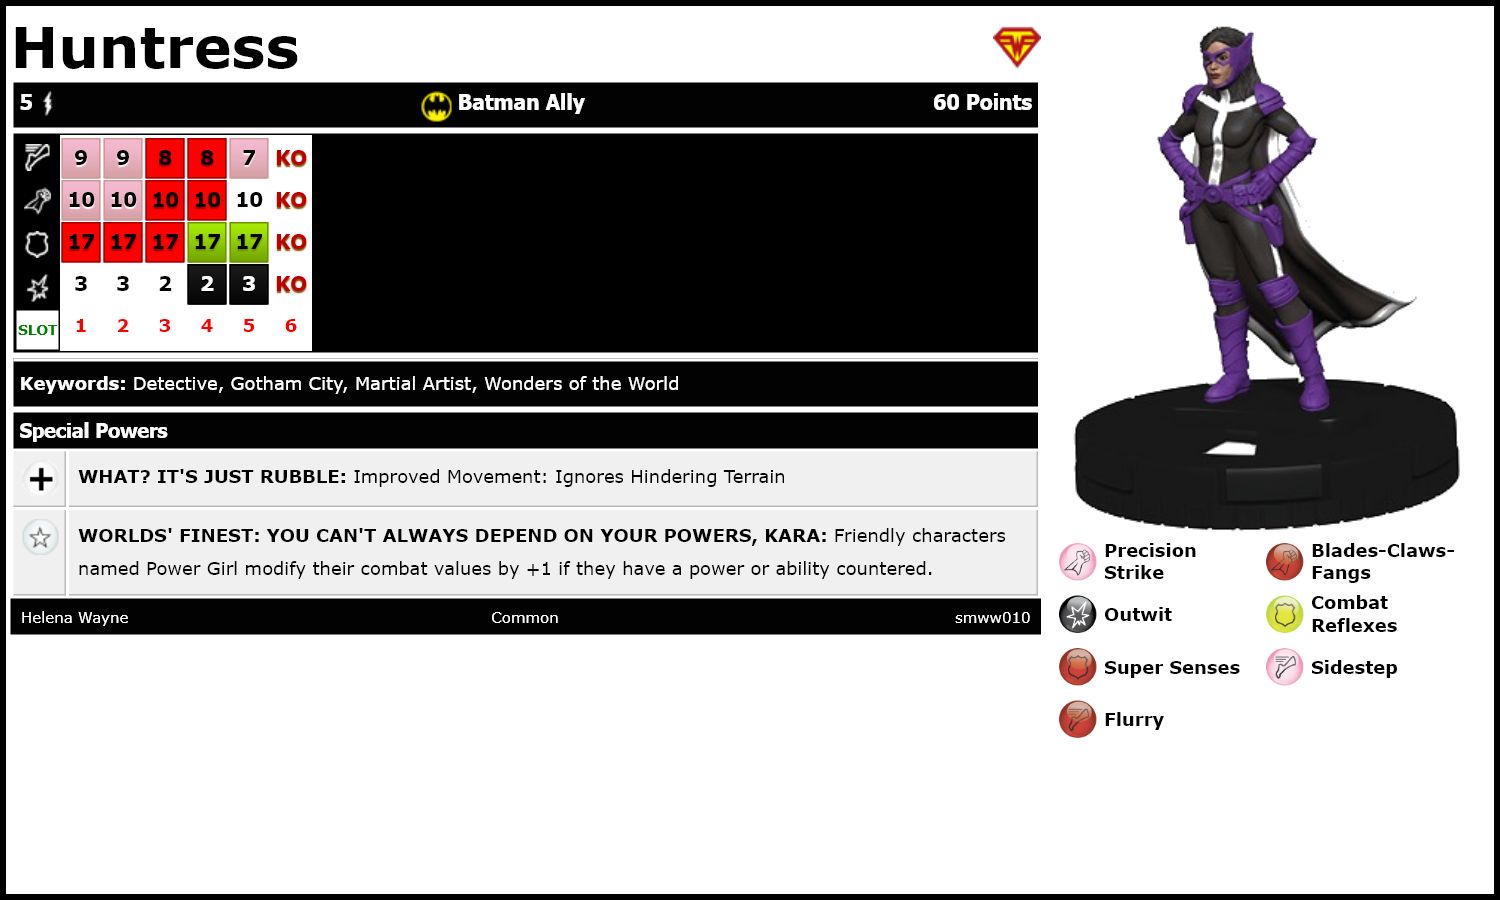 Huntress
5 Batman Ally 60 Points
9 9 8 8 7 KO
10 10 10 10 10 KO
17 17 17 17 17 KO
3 3 2 2 3 KO
SLOT 1 2 3 4 5 6
Keywords: Detective, Gotham City, Martial Artist, Wonders of the World
Special Powers
WHAT? IT'S JUST RUBBLE: Improved Movement: Ignores Hindering Terrain
WORLDS' FINEST: YOU CAN'T ALWAYS DEPEND ON YOUR POWERS, KARA: Friendly characters
named Power Girl modify their combat values by +1 if they have a power or ability countered.
Helena Wayne Common smww010
Precision
Strike
Blades-Claws-
Fangs
Outwit
Combat
Reflexes
Super Senses
Sidestep
Flurry